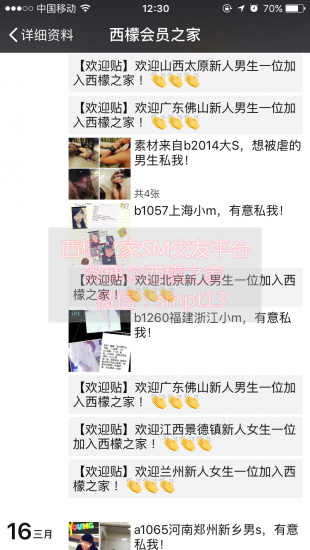 中国移动 12:30 70%
详细资料 西檬会员之家
【欢迎贴】欢迎山西太原新人男生一位加
入西檬之家！👏👏👏
【欢迎贴】欢迎广东佛山新人男生一位加
入西檬之家！👏👏👏
素材来自b2014大S，想被虐的
男生私我！
共4张
b1057上海小m，有意私我！
西檬之家SM交友平台
【欢迎贴】欢迎北京新人男生一位加入西
檬之家！👏👏👏
b1260福建浙江小m，有意私
我！
【欢迎贴】欢迎广东佛山新人男生一位加
入西檬之家！👏👏👏
【欢迎贴】欢迎江西景德镇新人女生一位
加入西檬之家！👏👏👏
【欢迎贴】欢迎兰州新人女生一位加入西
檬之家！👏👏👏
16 三月
YOUNG
a1065河南郑州新乡男s，有意
私我！